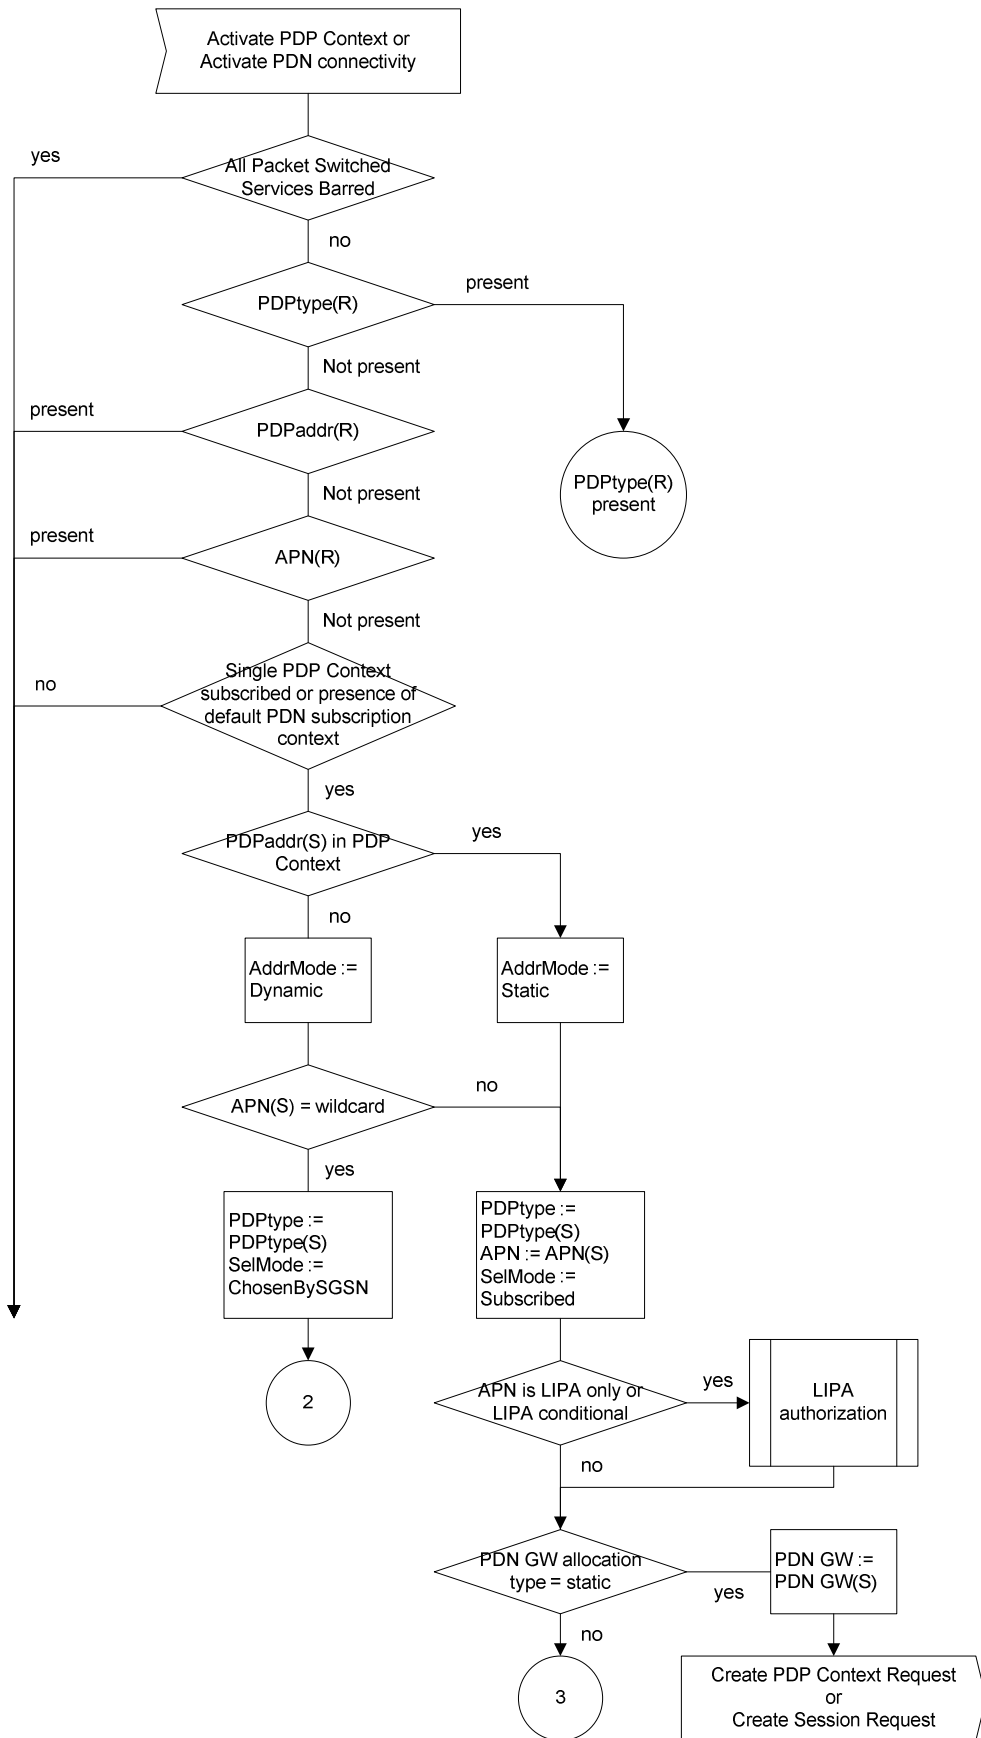 Activate PDP Context or
Activate PDN connectivity
yes
All Packet Switched
Services Barred
no
PDPtype(R)
present
Not present
present
PDPaddr(R)
PDPtype(R)
present
Not present
present
APN(R)
Not present
no
Single PDP Context
subscribed or presence of
default PDN subscription
context
yes
PDPaddr(S) in PDP
Context
yes
no
AddrMode :=
Dynamic
AddrMode :=
Static
APN(S) = wildcard
no
yes
PDPtype :=
PDPtype(S)
SelMode :=
ChosenBySGSN
PDPtype :=
PDPtype(S)
APN := APN(S)
SelMode :=
Subscribed
2
APN is LIPA only or
LIPA conditional
yes
LIPA
authorization
no
PDN GW allocation
type = static
yes
PDN GW :=
PDN GW(S)
no
3
Create PDP Context Request
or
Create Session Request